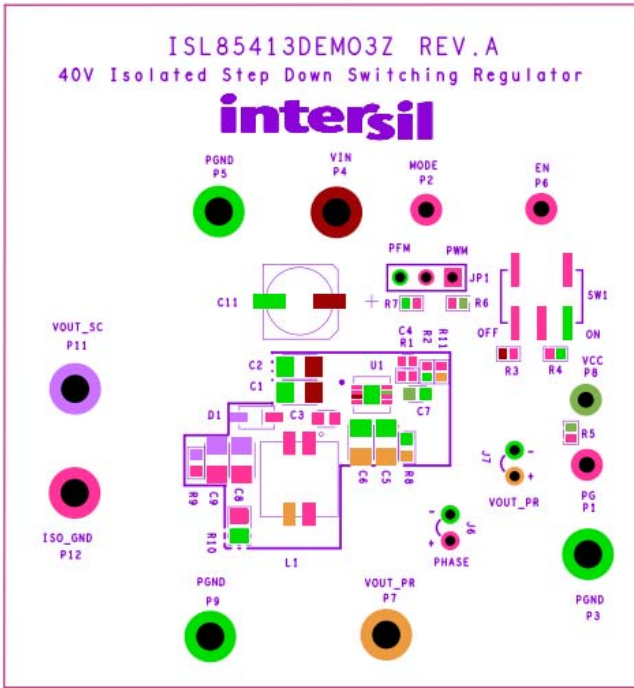 ISL85413DEMO3Z REV.A
40V Isolated Step Down Switching Regulator
intersil
PGND
P5
VIN
P4
MODE
P2
EN
P6
PFM
PWM
JP1
C11
+
R7
R6
SW1
OFF
ON
VOUT_SC
P11
C4
R1
R2
R11
R3
R4
VCC
P8
C2
C1
U1
C7
D1
C3
R5
J7
-
+
VOUT_PR
PG
P1
R9
C9
C8
C6
C5
R8
ISO_GND
P12
R10
L1
J6
-
+
PHASE
PGND
P9
VOUT_PR
P7
PGND
P3